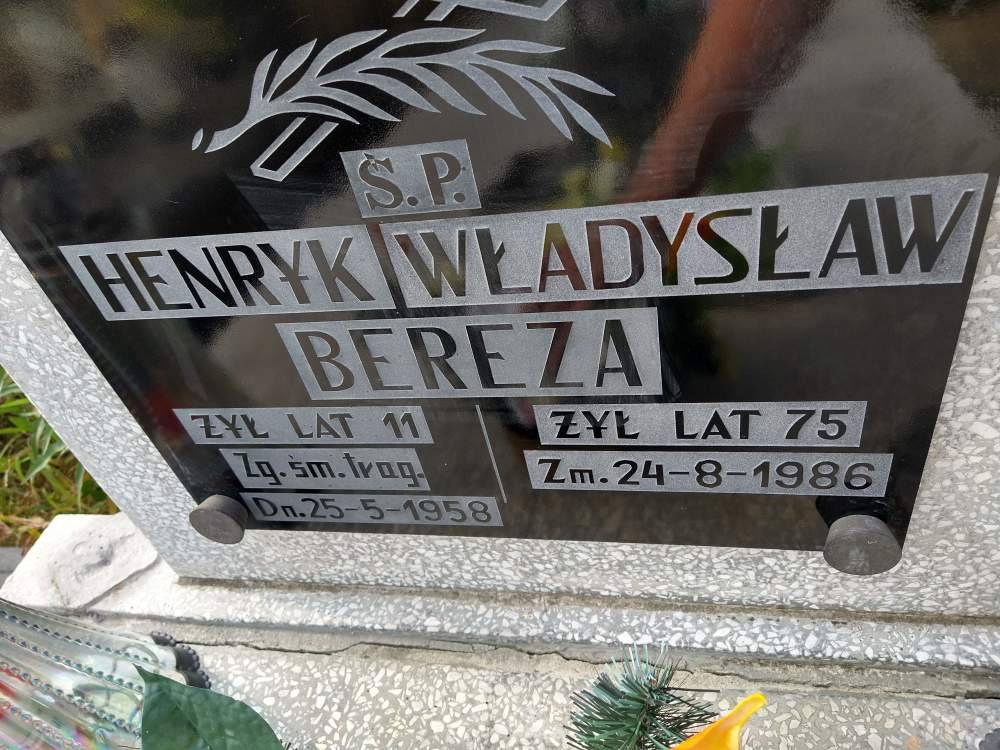 Ś.P.
HENRYK WŁADYSŁAW
BEREZA
ŻYŁ LAT 11
Zg. śm. trag.
Dn. 25-5-1958
ŻYŁ LAT 75
Zm. 24-8-1986